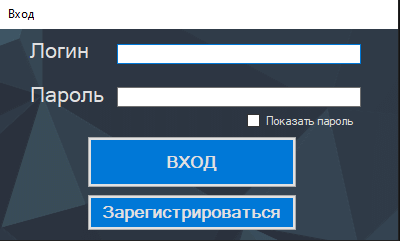 Вход
Логин
Пароль
Показать пароль
ВХОД
Зарегистрироваться